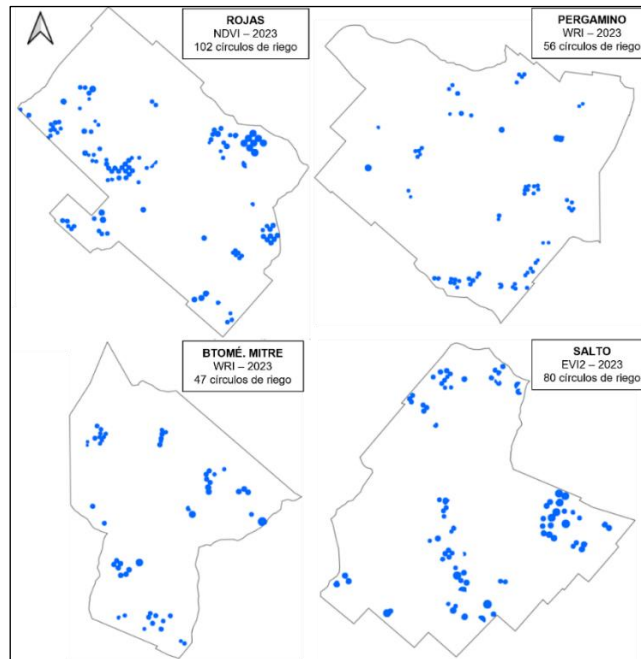 ROJAS
NDVI – 2023
102 círculos de riego
PERGAMINO
WRI – 2023
56 círculos de riego
BTOMÉ. MITRE
WRI – 2023
47 círculos de riego
SALTO
EVI2 – 2023
80 círculos de riego